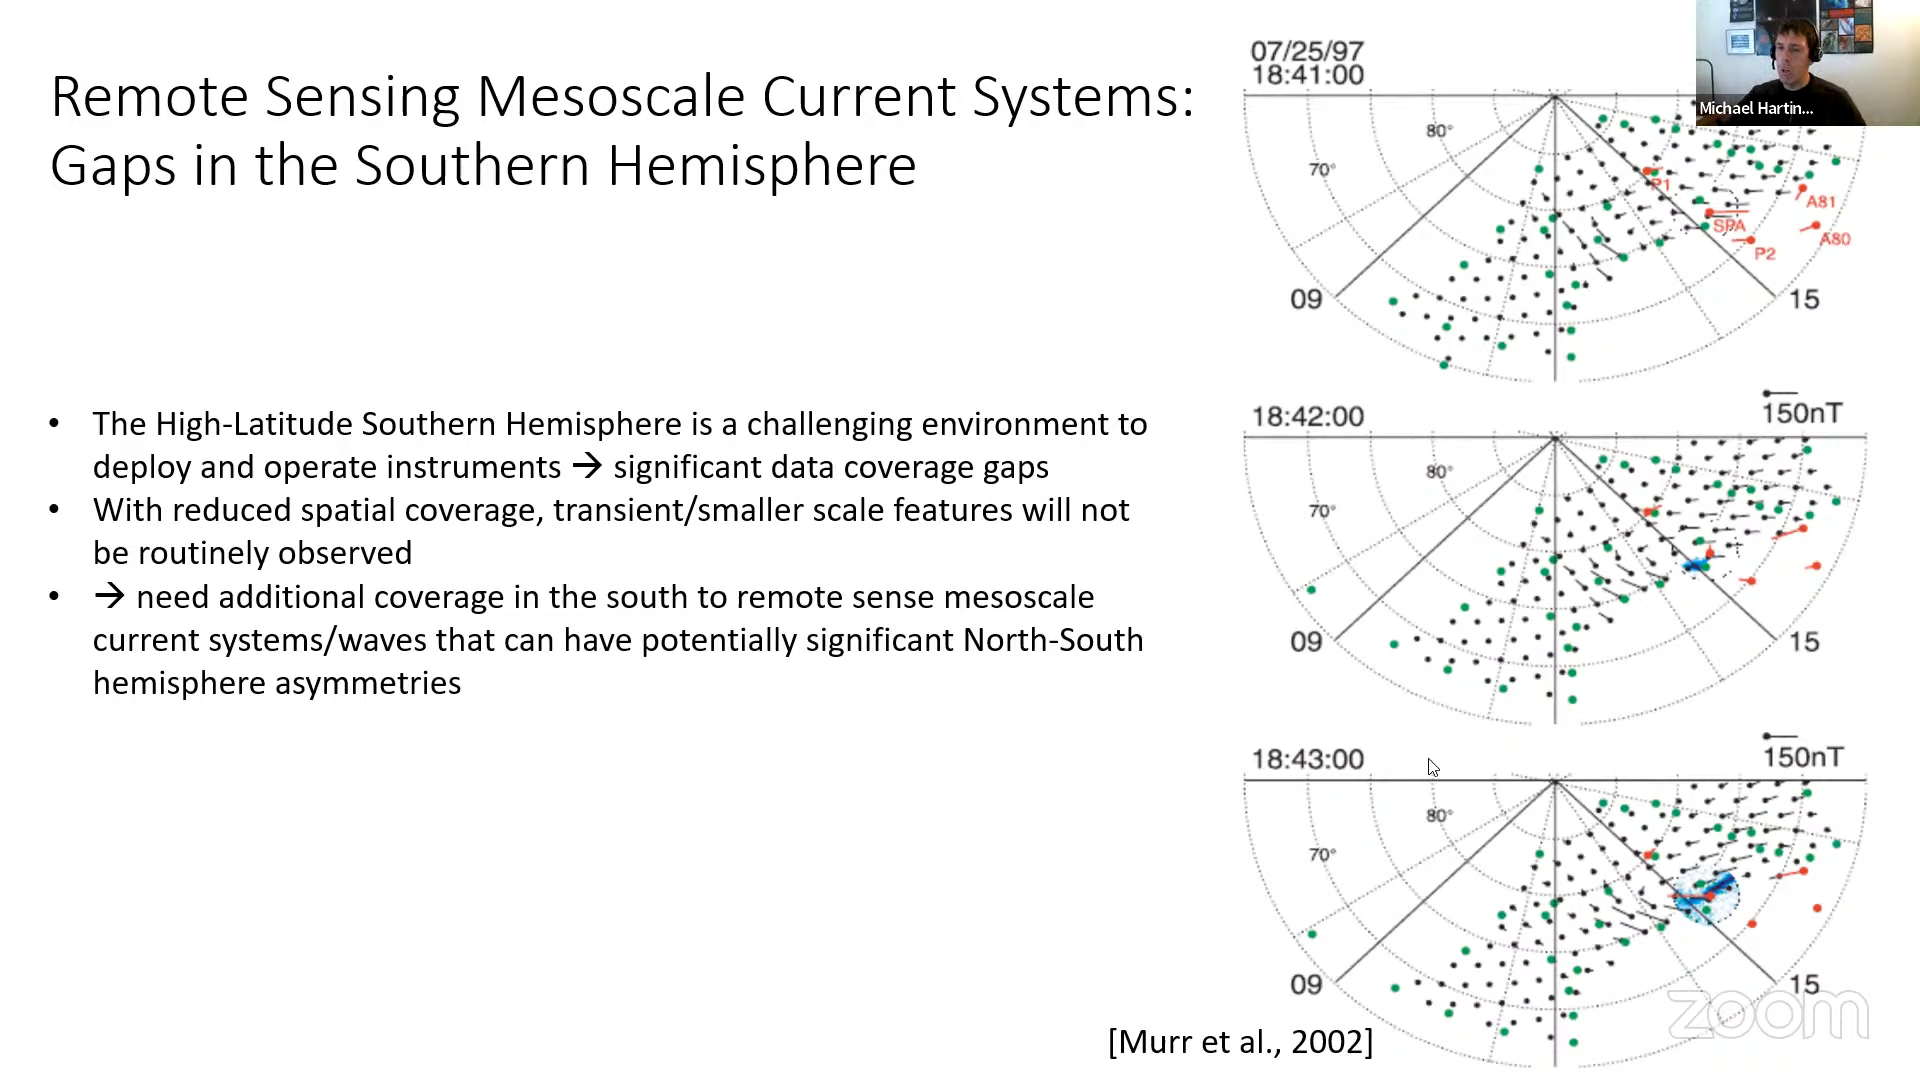 Remote Sensing Mesoscale Current Systems:
Gaps in the Southern Hemisphere
• The High-Latitude Southern Hemisphere is a challenging environment to
deploy and operate instruments → significant data coverage gaps
• With reduced spatial coverage, transient/smaller scale features will not
be routinely observed
• → need additional coverage in the south to remote sense mesoscale
current systems/waves that can have potentially significant North-South
hemisphere asymmetries
[Murr et al., 2002]
07/25/97
18:41:00
80°
70°
P1
A81
SPA
A80
P2
09
15
150nT
18:42:00
80°
70°
09
15
150nT
18:43:00
80°
70°
09
15
Michael Hartin...
zoom